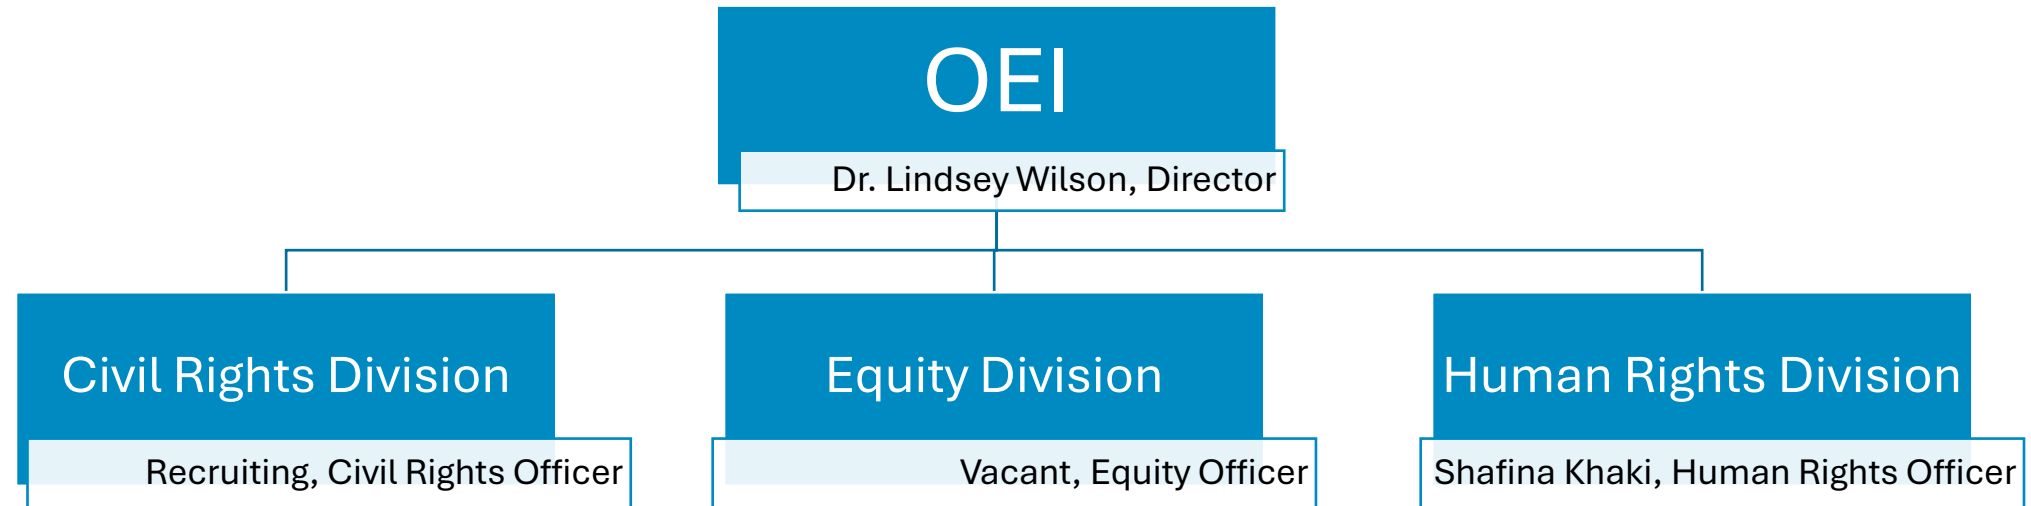 OEI
Dr. Lindsey Wilson, Director
Civil Rights Division
Recruiting, Civil Rights Officer
Equity Division
Vacant, Equity Officer
Human Rights Division
Shafina Khaki, Human Rights Officer